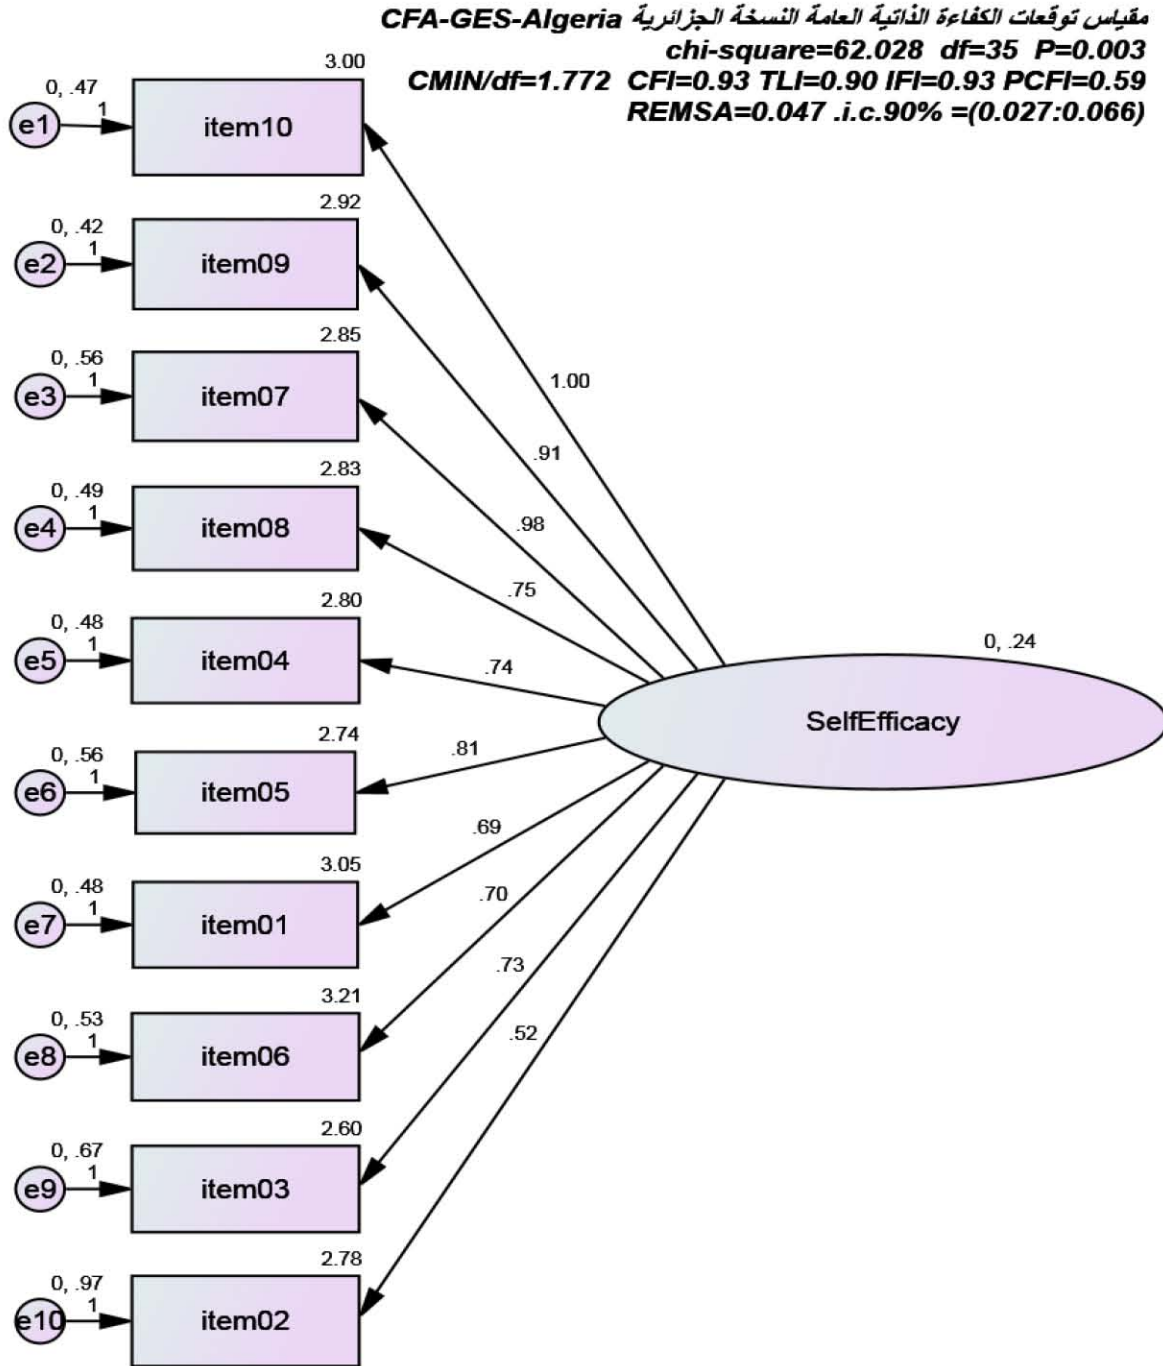 مقياس توقعات الكفاءة الذاتية العامة النسخة الجزائرية CFA-GES-Algeria
chi-square=62.028 df=35 P=0.003
CMIN/df=1.772 CFI=0.93 TLI=0.90 IFI=0.93 PCFI=0.59
REMSA=0.047 .i.c.90% =(0.027:0.066)
0, .47
3.00
e1
1
item10
1.00
0, .42
2.92
e2
1
item09
.91
0, .56
2.85
e3
1
item07
.98
0, .49
2.83
e4
1
item08
.75
0, .48
2.80
e5
1
item04
.74
0, .24
SelfEfficacy
0, .56
2.74
e6
1
item05
.81
0, .48
3.05
e7
1
item01
.69
0, .53
3.21
e8
1
item06
.70
0, .67
2.60
e9
1
item03
.73
0, .97
2.78
e10
1
item02
.52